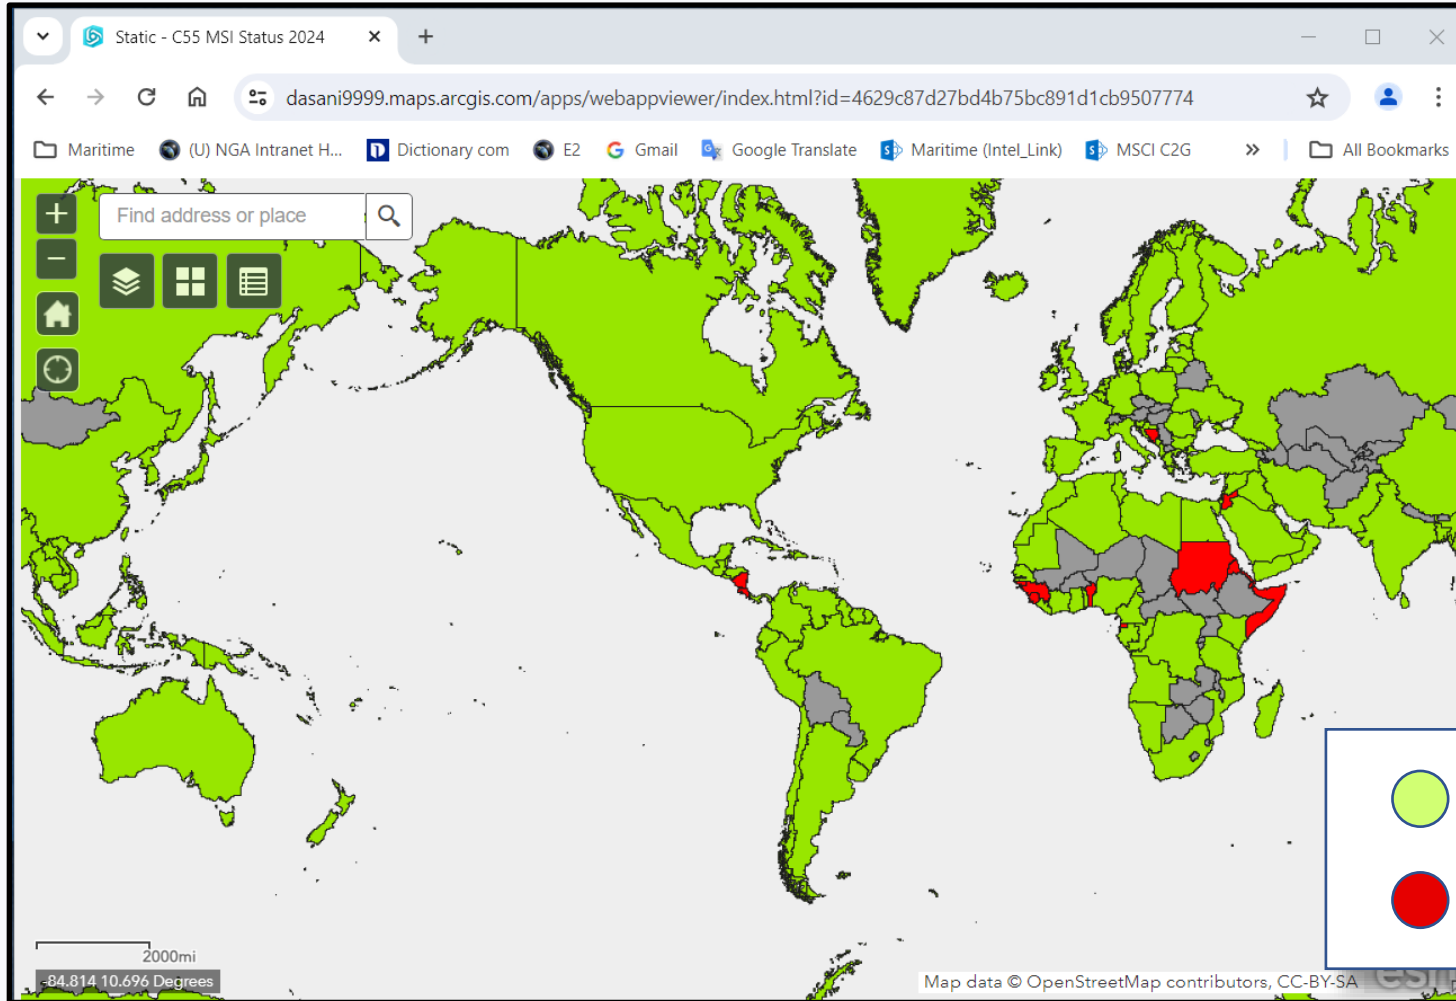 Static - C55 MSI Status 2024
dasani9999.maps.arcgis.com/apps/webappviewer/index.html?id=4629c87d27bd4b75bc891d1cb9507774
Maritime (U) NGA Intranet H... Dictionary com E2 Gmail Google Translate Maritime (Intel_Link) MSCI C2G » All Bookmarks
Find address or place
2000mi
-84.814 10.696 Degrees
Map data © OpenStreetMap contributors, CC-BY-SA